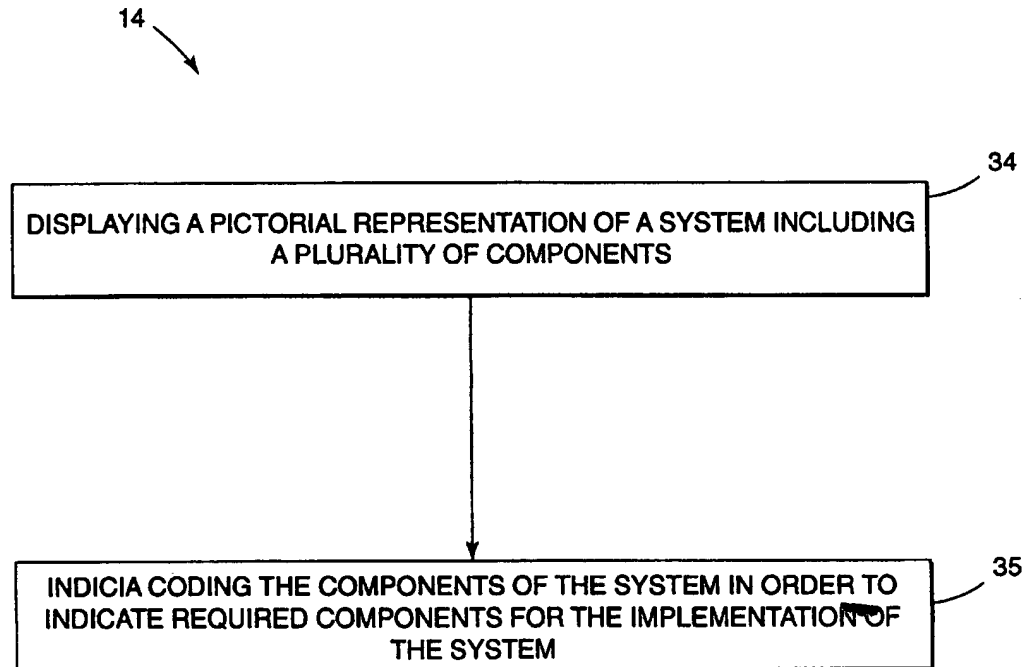 14
34
DISPLAYING A PICTORIAL REPRESENTATION OF A SYSTEM INCLUDING
A PLURALITY OF COMPONENTS
35
INDICIA CODING THE COMPONENTS OF THE SYSTEM IN ORDER TO
INDICATE REQUIRED COMPONENTS FOR THE IMPLEMENTATION OF
THE SYSTEM